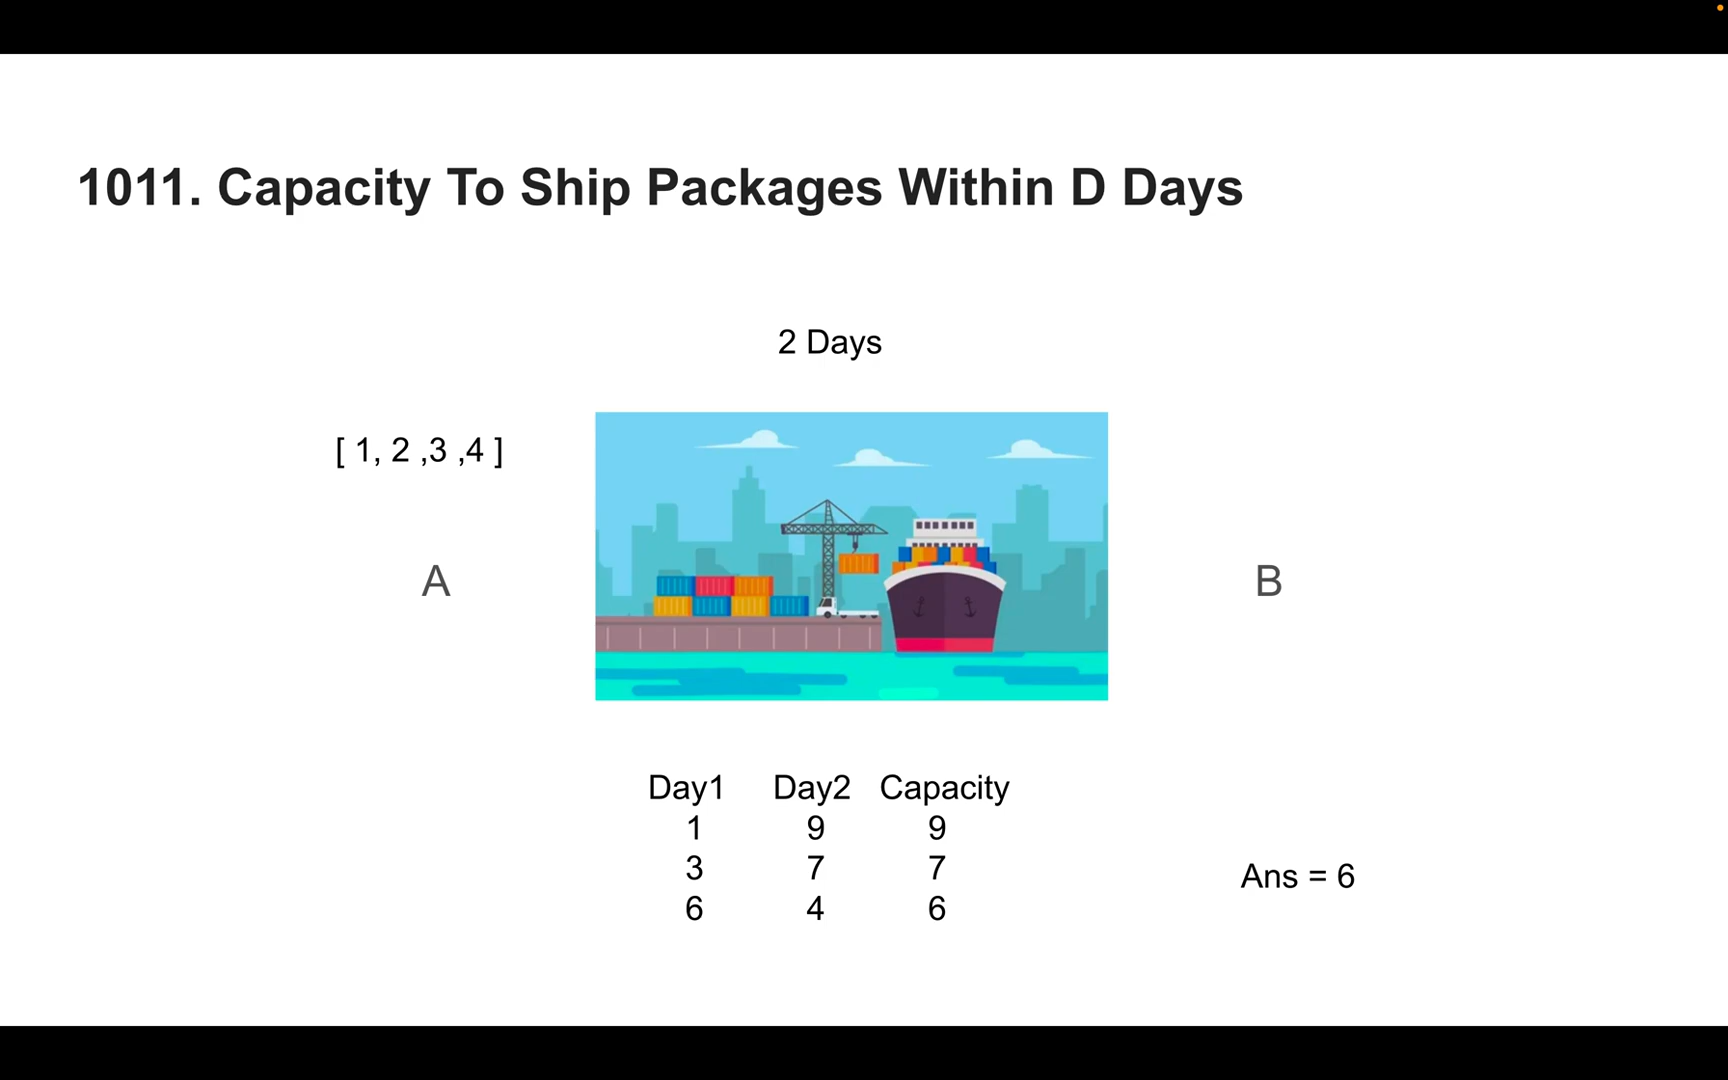 1011. Capacity To Ship Packages Within D Days
2 Days
[ 1, 2 ,3 ,4 ]
A
B
Day1 Day2 Capacity
1 9 9
3 7 7
6 4 6
Ans = 6